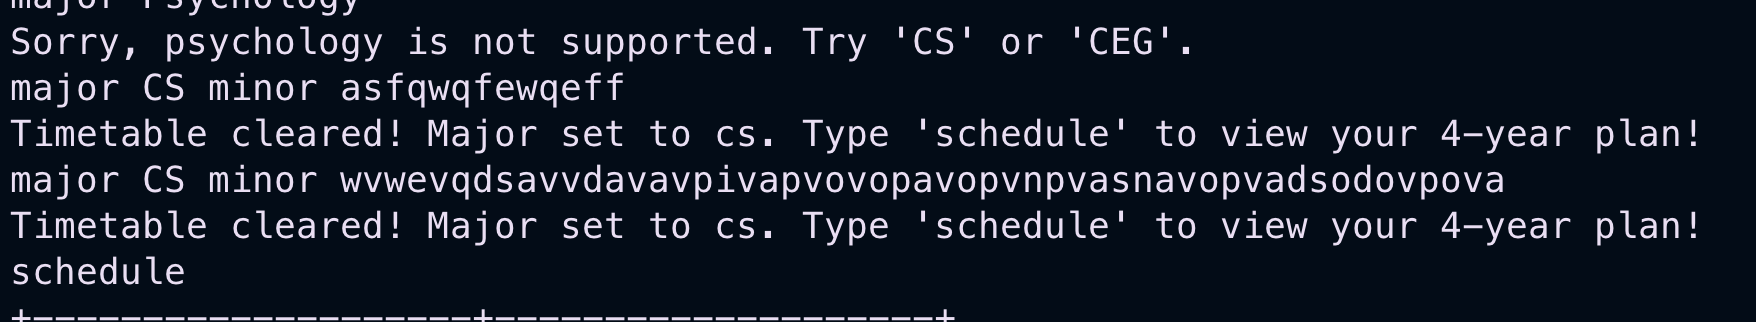 major Psychology
Sorry, psychology is not supported. Try 'CS' or 'CEG'.
major CS minor asfqwqfewqeff
Timetable cleared! Major set to cs. Type 'schedule' to view your 4-year plan!
major CS minor wvwevqdsavvdavavpivapvovopavopvnpvasnavopvadsodovpova
Timetable cleared! Major set to cs. Type 'schedule' to view your 4-year plan!
schedule
+--------------------+--------------------+